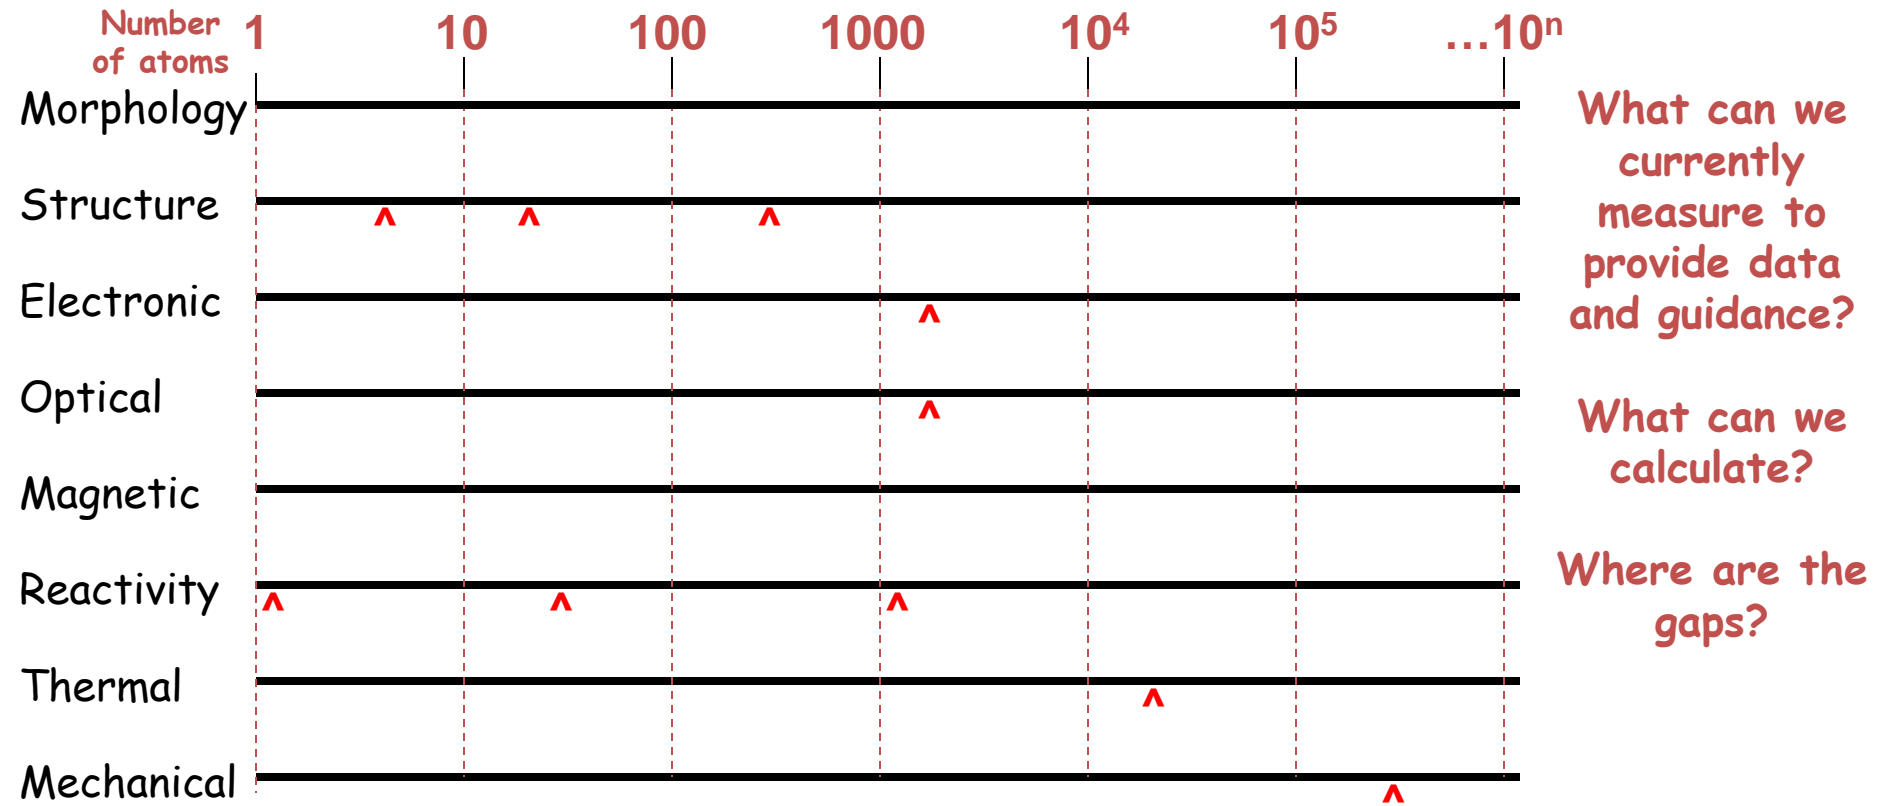 Number
of atoms
1 10 100 1000 10⁴ 10⁵ ...10ⁿ
Morphology
Structure
^ ^ ^
Electronic
^
Optical
^
Magnetic
Reactivity
^ ^ ^
Thermal
^
Mechanical
^
What can we
currently
measure to
provide data
and guidance?
What can we
calculate?
Where are the
gaps?